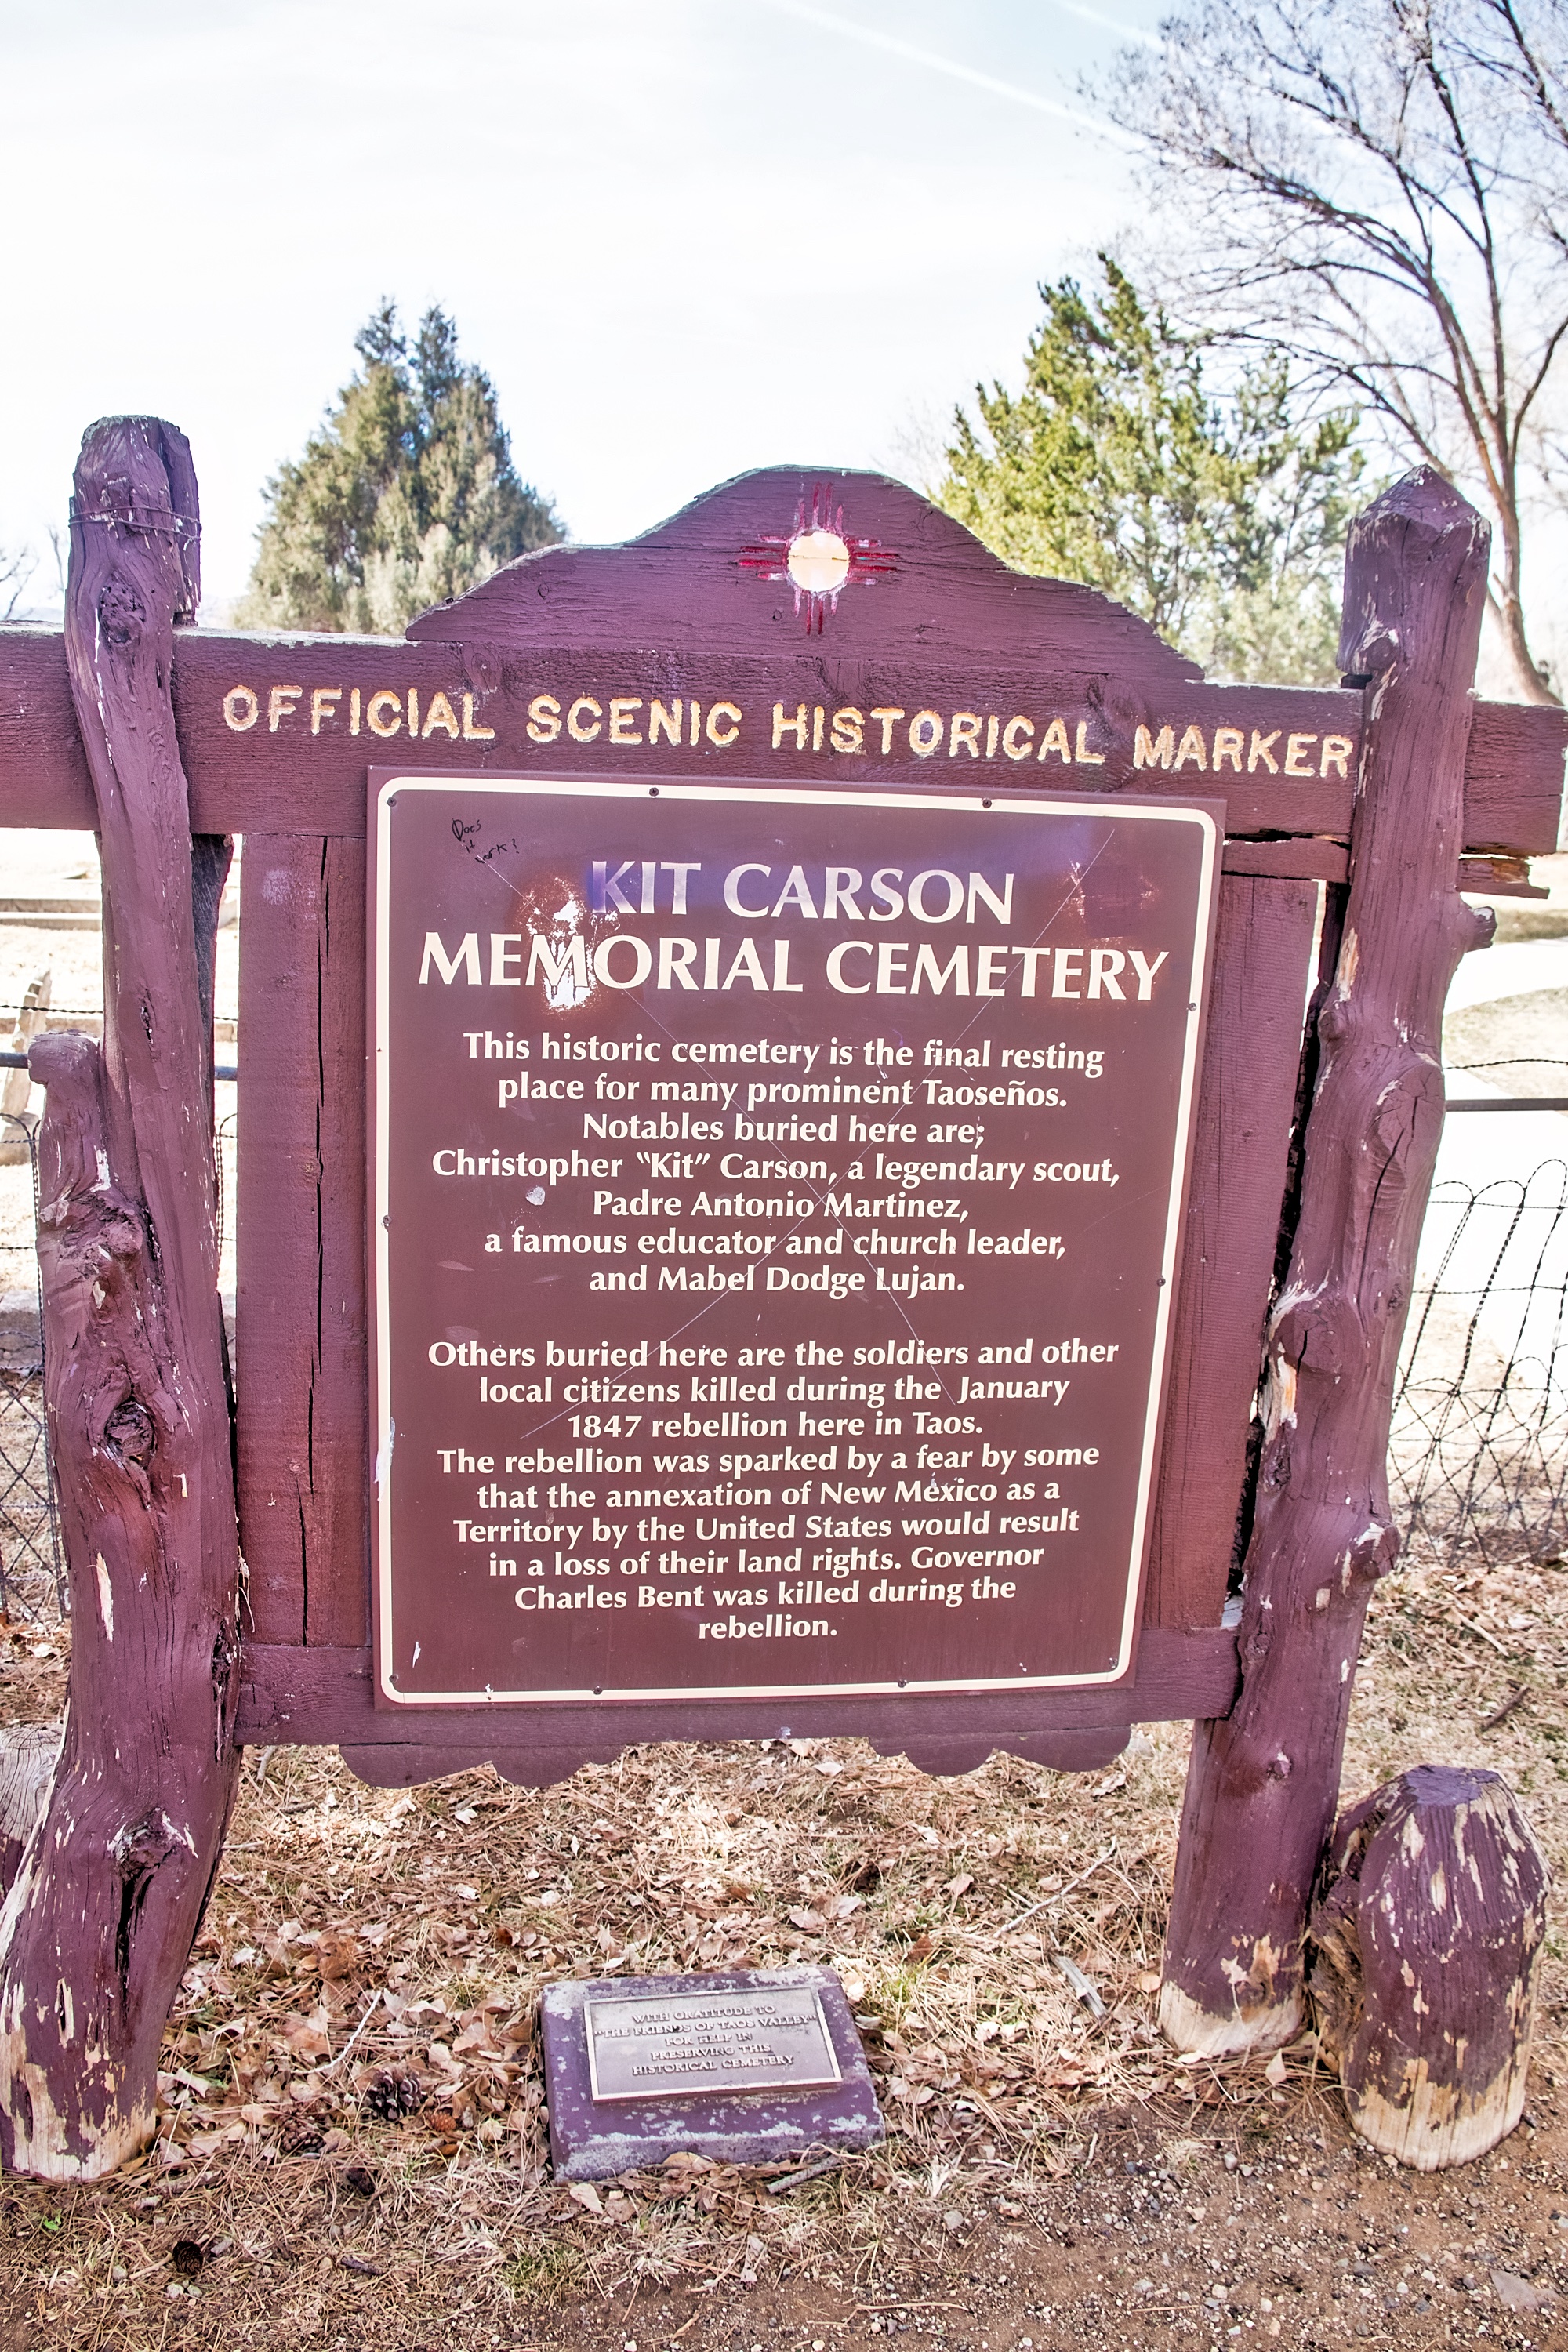 OFFICIAL SCENIC HISTORICAL MARKER
Does
it
work?
KIT CARSON
MEMORIAL CEMETERY
This historic cemetery is the final resting
place for many prominent Taoseños.
Notables buried here are;
Christopher “Kit” Carson, a legendary scout,
Padre Antonio Martinez,
a famous educator and church leader,
and Mabel Dodge Lujan.
Others buried here are the soldiers and other
local citizens killed during the January
1847 rebellion here in Taos.
The rebellion was sparked by a fear by some
that the annexation of New Mexico as a
Territory by the United States would result
in a loss of their land rights. Governor
Charles Bent was killed during the
rebellion.
WITH GRATITUDE TO
"THE FRIENDS OF TAOS VALLEY"
FOR HELP IN
PRESERVING THIS
HISTORICAL CEMETERY